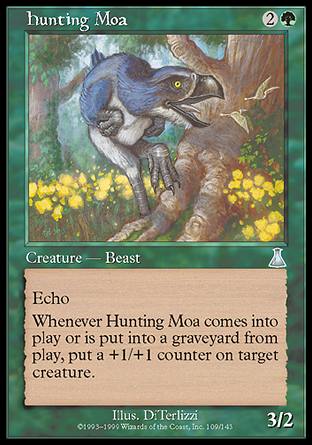 Hunting Moa 2
Creature — Beast
Echo
Whenever Hunting Moa comes into
play or is put into a graveyard from
play, put a +1/+1 counter on target
creature.
Illus. DiTerlizzi
©1993–1999 Wizards of the Coast, Inc. 109/143
3/2